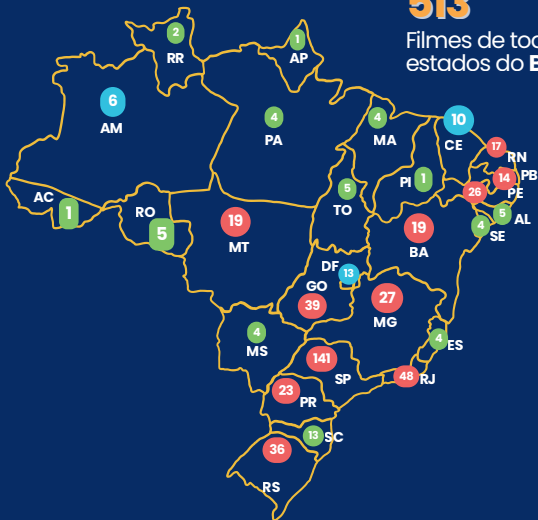 513
Filmes de to
estados do B
2
RR
1
AP
6
AM
4
PA
4
MA
10
CE
17
RN
14
PB
26
PE
5
AL
4
SE
PI
1
AC
1
RO
5
19
MT
5
TO
19
BA
DF
13
GO
39
27
MG
4
MS
4
ES
141
SP
48
RJ
23
PR
13
SC
36
RS